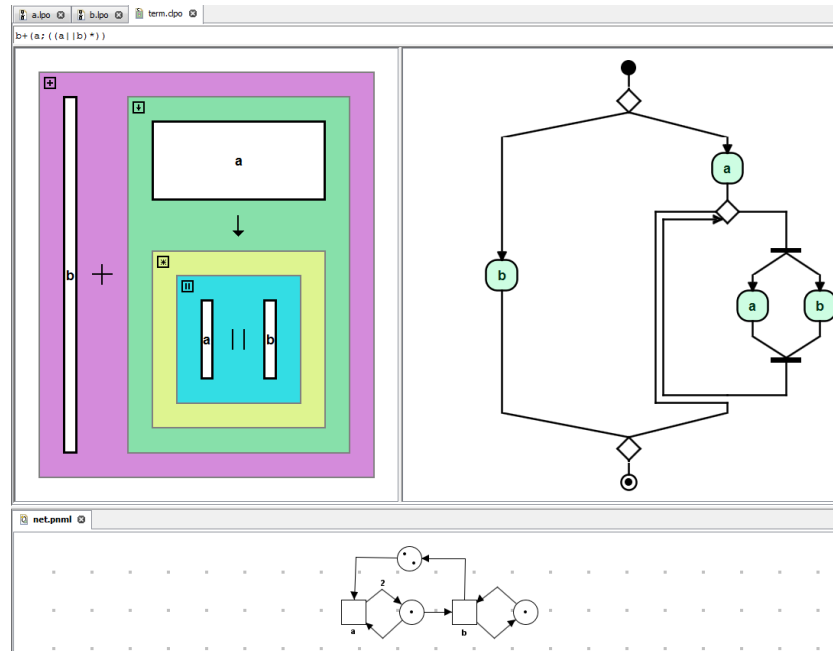 a.lpo b.lpo term.clpo
b+(a;((a||b)*))
a
b +
a || b
a
b
a b
net.pnml
2
a b